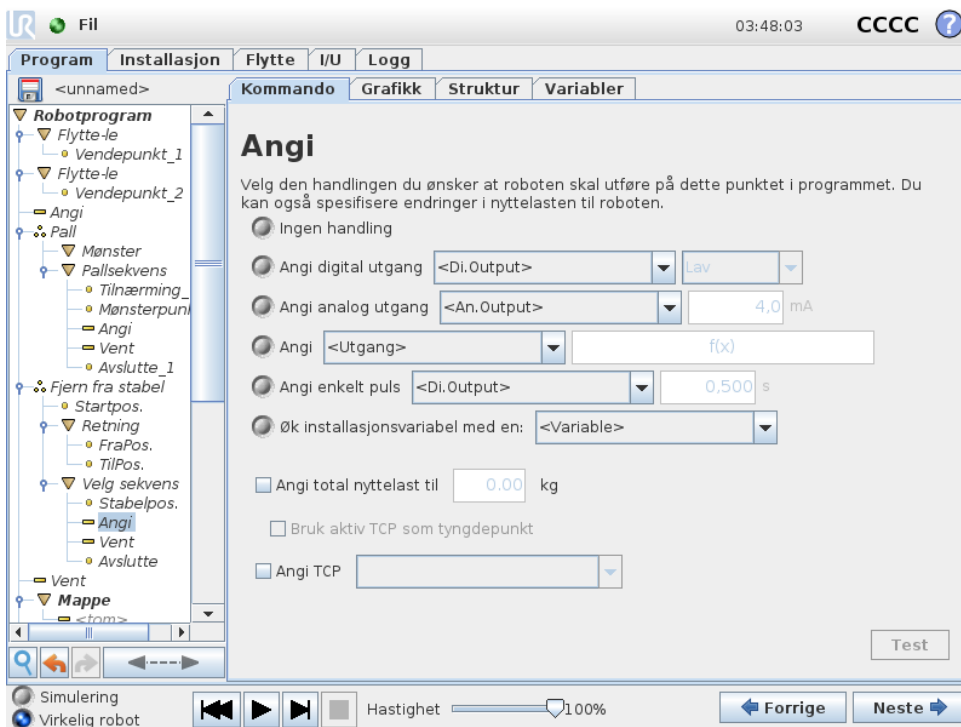 UR Fil 03:48:03 CCCC ?
Program Installasjon Flytte I/U Logg
<unnamed>
Kommando Grafikk Struktur Variabler
Robotprogram
Flytte-le
Vendepunkt_1
Flytte-le
Vendepunkt_2
Angi
Pall
Mønster
Pallsekvens
Tilnærming_
Mønsterpun
Angi
Vent
Avslutte_1
Fjern fra stabel
Startpos.
Retning
FraPos.
TilPos.
Velg sekvens
Stabelpos.
Angi
Vent
Avslutte
Vent
Mappe
<tom>
Angi
Velg den handlingen du ønsker at roboten skal utføre på dette punktet i programmet. Du
kan også spesifisere endringer i nyttelasten til roboten.
Ingen handling
Angi digital utgang <Di.Output> Lav
Angi analog utgang <An.Output> 4,0 mA
Angi <Utgang> f(x)
Angi enkelt puls <Di.Output> 0,500 s
Øk installasjonsvariabel med en: <Variable>
Angi total nyttelast til 0.00 kg
Bruk aktiv TCP som tyngdepunkt
Angi TCP
Test
Simulering
Virkelig robot
Hastighet 100%
Forrige Neste